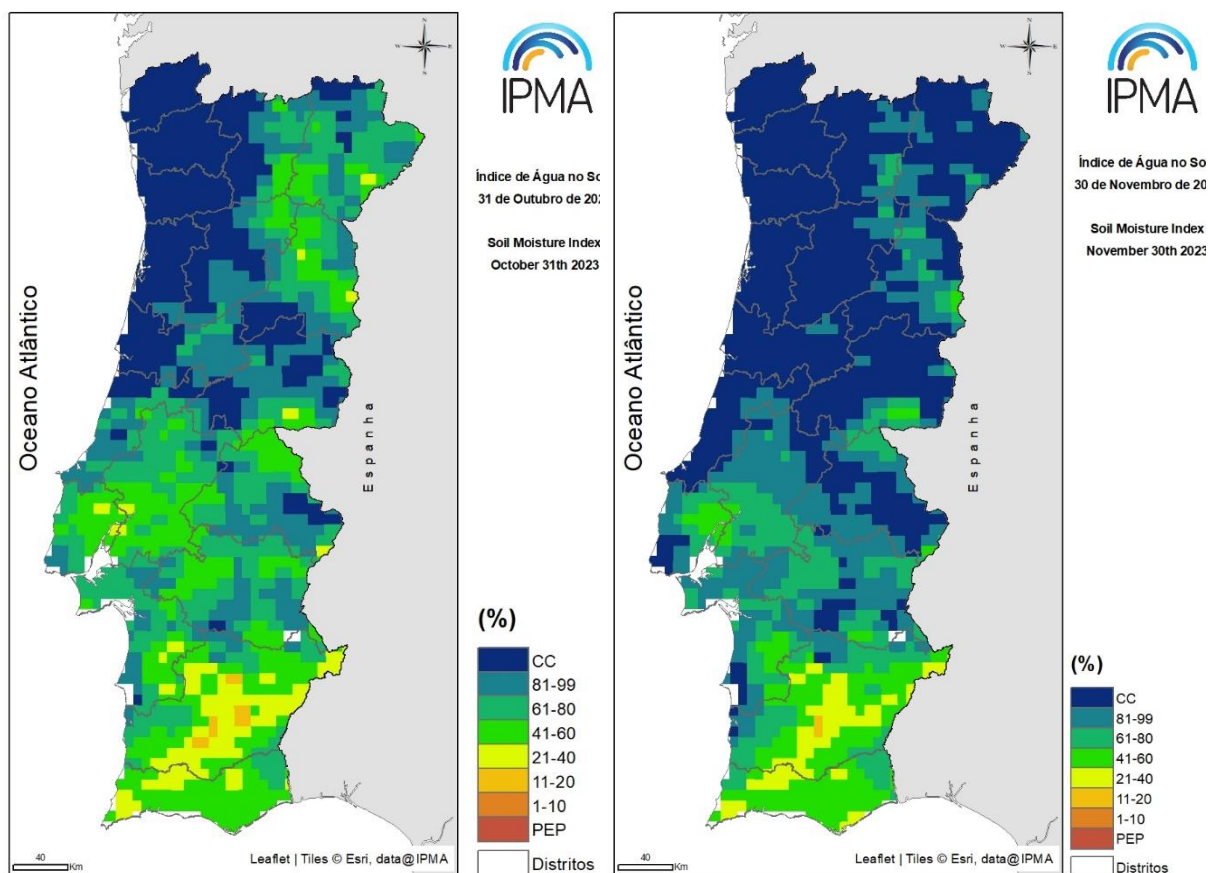 N
W E
S
IPMA
Índice de Água no So
31 de Outubro de 202
Soil Moisture Index
October 31th 2023
Oceano Atlântico
Espanha
(%)
CC
81-99
61-80
41-60
21-40
11-20
1-10
PEP
Distritos
40
Km
Leaflet | Tiles © Esri, data@IPMA
N
W E
S
IPMA
Índice de Água no So
30 de Novembro de 20
Soil Moisture Index
November 30th 2023
Oceano Atlântico
Espanha
(%)
CC
81-99
61-80
41-60
21-40
11-20
1-10
PEP
Distritos
40
Km
Leaflet | Tiles © Esri, data@IPMA